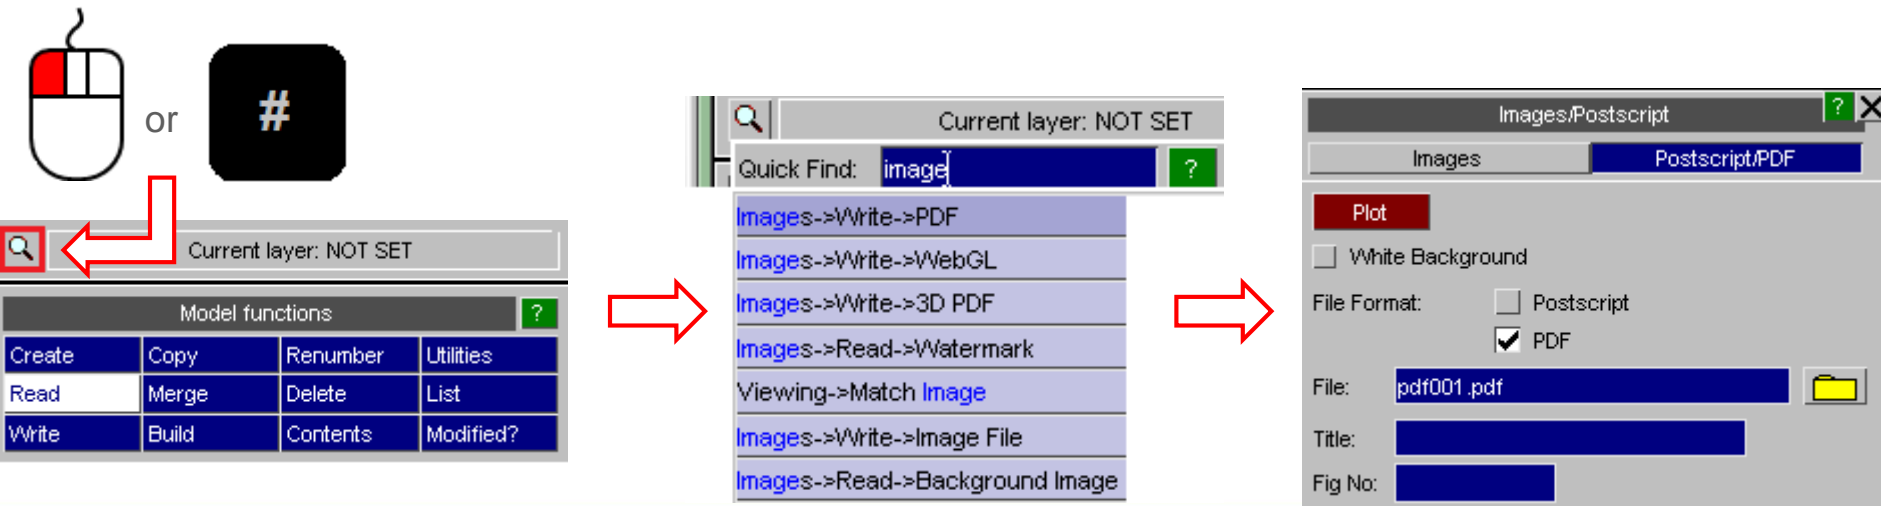 or
#
Current layer: NOT SET
Model functions ?
Create Copy Renumber Utilities
Read Merge Delete List
Write Build Contents Modified?
Current layer: NOT SET
Quick Find: image ?
Images->Write->PDF
Images->Write->WebGL
Images->Write->3D PDF
Images->Read->Watermark
Viewing->Match Image
Images->Write->Image File
Images->Read->Background Image
Images/Postscript ?
Images Postscript/PDF
Plot
White Background
File Format: Postscript
PDF
File: pdf001.pdf
Title:
Fig No: